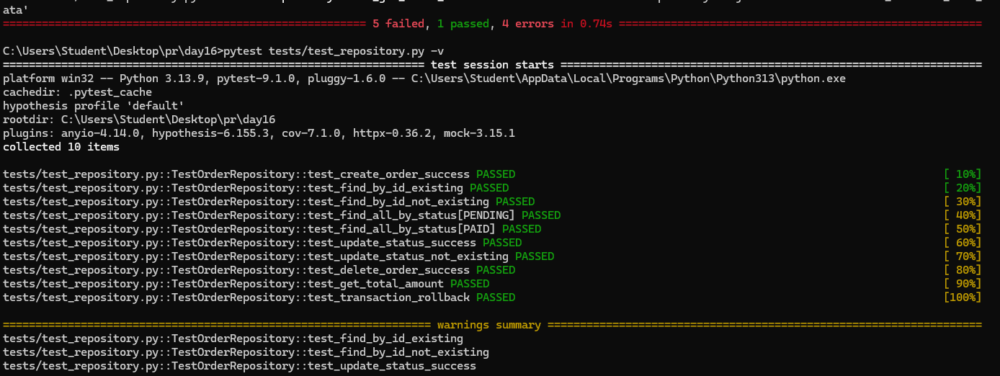 ata'
======================================================== 5 failed, 1 passed, 4 errors in 0.74s ========================================================
C:\Users\Student\Desktop\pr\day16>pytest tests/test_repository.py -v
================================================================= test session starts =================================================================
platform win32 -- Python 3.13.9, pytest-9.1.0, pluggy-1.6.0 -- C:\Users\Student\AppData\Local\Programs\Python\Python313\python.exe
cachedir: .pytest_cache
hypothesis profile 'default'
rootdir: C:\Users\Student\Desktop\pr\day16
plugins: anyio-4.14.0, hypothesis-6.155.3, cov-7.1.0, httpx-0.36.2, mock-3.15.1
collected 10 items
tests/test_repository.py::TestOrderRepository::test_create_order_success PASSED [ 10%]
tests/test_repository.py::TestOrderRepository::test_find_by_id_existing PASSED [ 20%]
tests/test_repository.py::TestOrderRepository::test_find_by_id_not_existing PASSED [ 30%]
tests/test_repository.py::TestOrderRepository::test_find_all_by_status[PENDING] PASSED [ 40%]
tests/test_repository.py::TestOrderRepository::test_find_all_by_status[PAID] PASSED [ 50%]
tests/test_repository.py::TestOrderRepository::test_update_status_success PASSED [ 60%]
tests/test_repository.py::TestOrderRepository::test_update_status_not_existing PASSED [ 70%]
tests/test_repository.py::TestOrderRepository::test_delete_order_success PASSED [ 80%]
tests/test_repository.py::TestOrderRepository::test_get_total_amount PASSED [ 90%]
tests/test_repository.py::TestOrderRepository::test_transaction_rollback PASSED [100%]
================================================================== warnings summary ===================================================================
tests/test_repository.py::TestOrderRepository::test_find_by_id_existing
tests/test_repository.py::TestOrderRepository::test_find_by_id_not_existing
tests/test_repository.py::TestOrderRepository::test_update_status_success